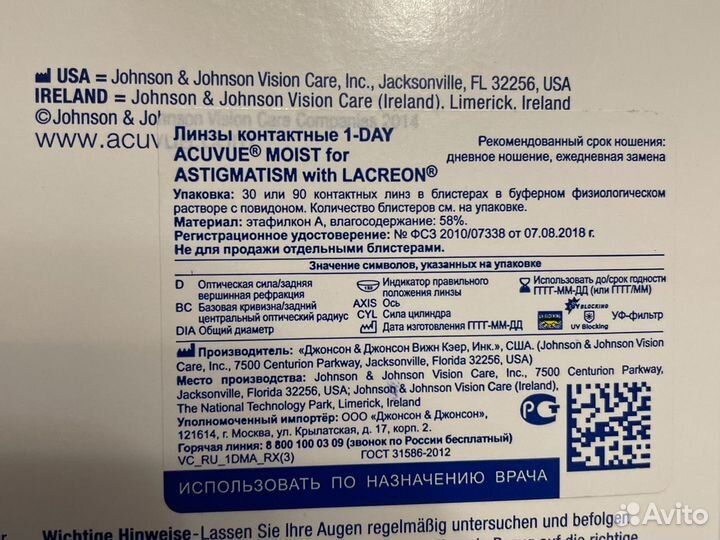 USA = Johnson & Johnson Vision Care, Inc., Jacksonville, FL 32256, USA
IRELAND = Johnson & Johnson Vision Care (Ireland). Limerick. Ireland
©Johnson & Johnson Vision Care Companies 2014
www.acuv
Линзы контактные 1-DAY
ACUVUE® MOIST for
ASTIGMATISM with LACREON®
Рекомендованный срок ношения:
дневное ношение, ежедневная замена
Упаковка: 30 или 90 контактных линз в блистерах в буферном физиологическом
растворе с повидоном. Количество блистеров см. на упаковке.
Материал: этафилкон А, влагосодержание: 58%.
Регистрационное удостоверение: № ФСЗ 2010/07338 от 07.08.2018 г.
Не для продажи отдельными блистерами.
Значение символов, указанных на упаковке
D Оптическая сила/задняя
вершинная рефракция
BC Базовая кривизна/задний
центральный оптический радиус
DIA Общий диаметр
Индикатор правильного
положения линзы
AXIS Ось
CYL Сила цилиндра
Дата изготовления ГГГГ-ММ-ДД
Использовать до/срок годности
ГГГГ-ММ-ДД (или ГГГГ/ММ)
UV BLOCKING
UV Blocking
УФ-фильтр
Производитель: «Джонсон & Джонсон Вижн Кэер, Инк.», США. (Johnson & Johnson Vision
Care, Inc., 7500 Centurion Parkway, Jacksonville, Florida 32256, USA)
Место производства: Johnson & Johnson Vision Care, Inc., 7500 Centurion Parkway,
Jacksonville, Florida 32256, USA; Johnson & Johnson Vision Care (Ireland),
The National Technology Park, Limerick, Ireland
Уполномоченный импортер: ООО «Джонсон & Джонсон»,
121614, г. Москва, ул. Крылатская, д. 17, корп. 2.
Горячая линия: 8 800 100 03 09 (звонок по России бесплатный)
VC_RU_1DMA_RX(3) ГОСТ 31586-2012
ИСПОЛЬЗОВАТЬ ПО НАЗНАЧЕНИЮ ВРАЧА
Wichtige Hinweise-Lassen Sie Ihre Augen regelmäßig untersuchen und befolgen
auf die richtige
Avito